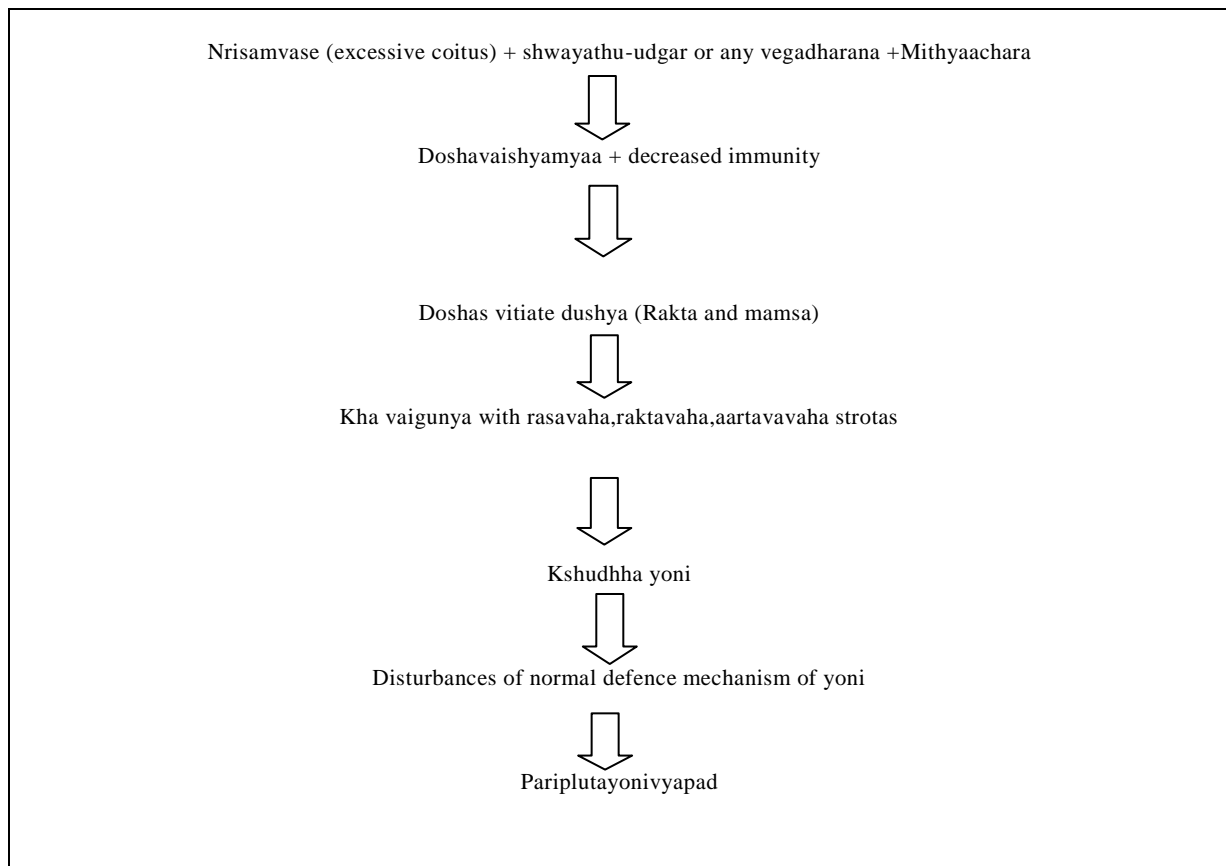 Nrisamvase (excessive coitus) + shwayathu-udgar or any vegadharana +Mithyaachara
Doshavaishyamyaa + decreased immunity
Doshas vitiate dushya (Rakta and mamsa)
Kha vaigunya with rasavaha,raktavaha,aartavavaha strotas
Kshudhha yoni
Disturbances of normal defence mechanism of yoni
Pariplutayonivyapad